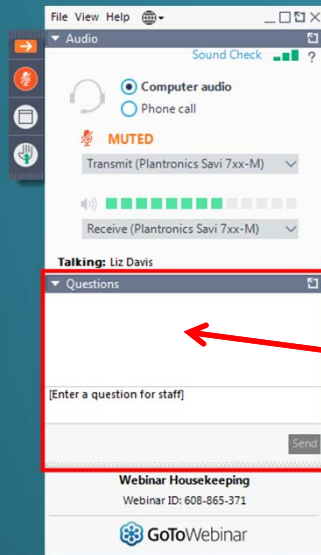 File View Help
Audio
Sound Check ?
Computer audio
Phone call
MUTED
Transmit (Plantronics Savi 7xx-M)
Receive (Plantronics Savi 7xx-M)
Talking: Liz Davis
Questions
[Enter a question for staff]
Send
Webinar Housekeeping
Webinar ID: 608-865-371
GoToWebinar